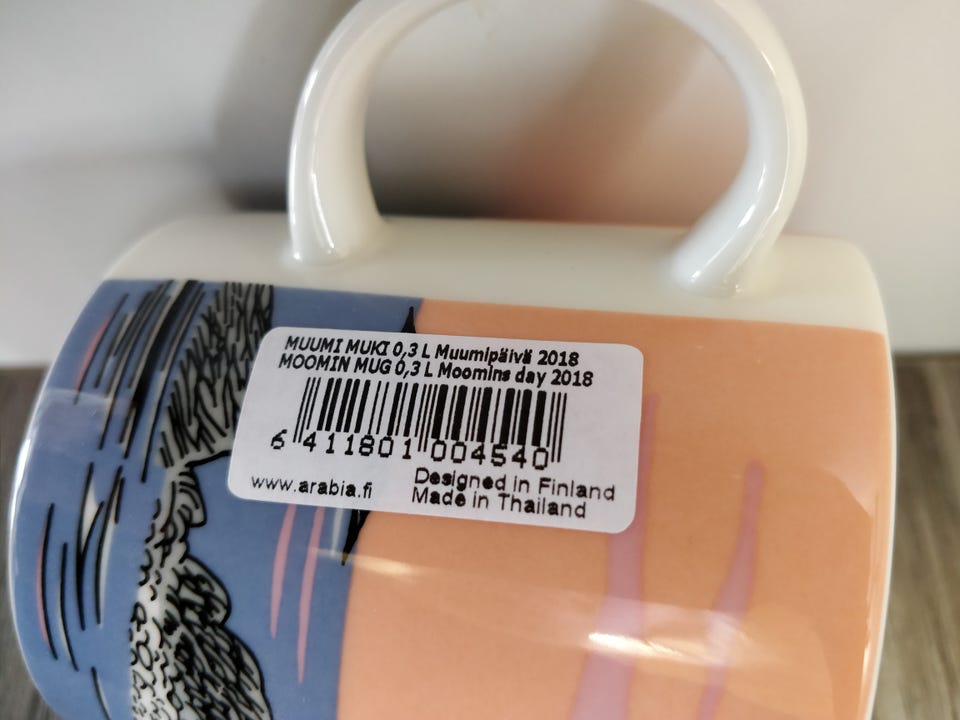 MUUMI MUKI 0,3 L Muumipäivä 2018
MOOMIN MUG 0,3 L Moomins day 2018
6 411801 004540
www.arabia.fi
Designed in Finland
Made in Thailand